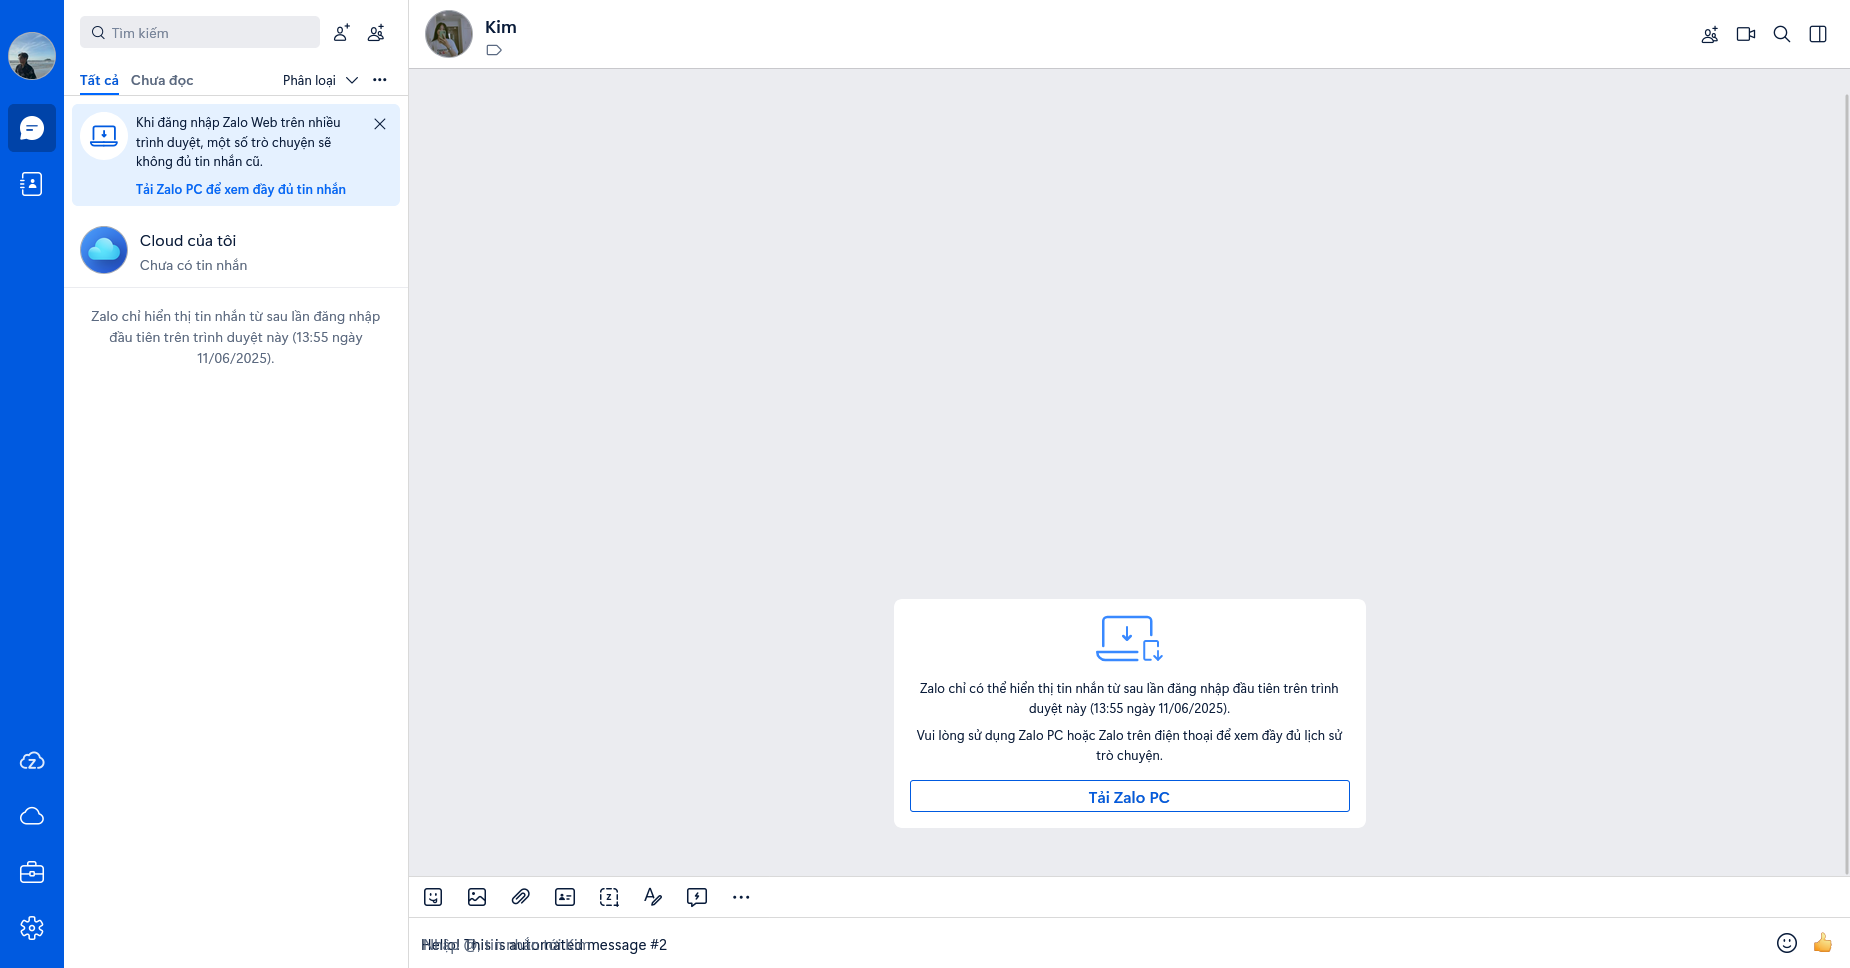 Tìm kiếm
Tất cả
Chưa đọc
Phân loại
Khi đăng nhập Zalo Web trên nhiều
trình duyệt, một số trò chuyện sẽ
không đủ tin nhắn cũ.
Tải Zalo PC để xem đầy đủ tin nhắn
Cloud của tôi
Chưa có tin nhắn
Zalo chỉ hiển thị tin nhắn từ sau lần đăng nhập
đầu tiên trên trình duyệt này (13:55 ngày
11/06/2025).
Kim
Zalo chỉ có thể hiển thị tin nhắn từ sau lần đăng nhập đầu tiên trên trình
duyệt này (13:55 ngày 11/06/2025).
Vui lòng sử dụng Zalo PC hoặc Zalo trên điện thoại để xem đầy đủ lịch sử
trò chuyện.
Tải Zalo PC
Hello! This is automated message #2